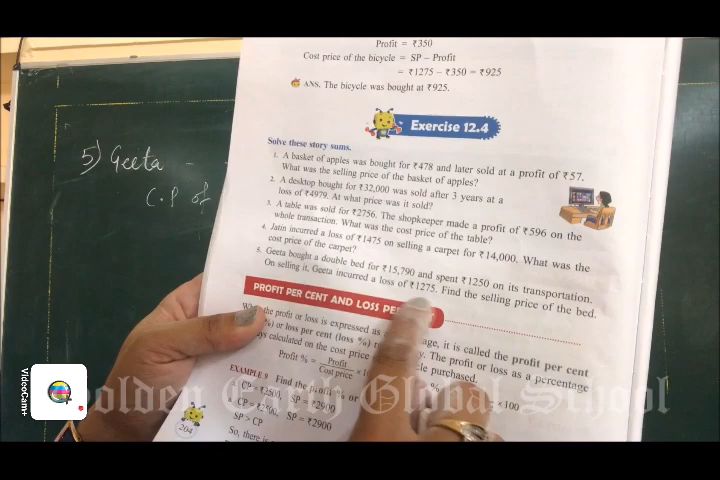 Profit = ₹350
Cost price of the bicycle = SP – Profit
= ₹1275 – ₹350 = ₹925
ANS. The bicycle was bought at ₹925.
Exercise 12.4
Solve these story sums.
1. A basket of apples was bought for ₹478 and later sold at a profit of ₹57.
What was the selling price of the basket of apples?
2. A desktop bought for ₹32,000 was sold after 3 years at a
loss of ₹4979. At what price was it sold?
3. A table was sold for ₹2756. The shopkeeper made a profit of ₹596 on the
whole transaction. What was the cost price of the table?
4. Jatin incurred a loss of ₹1475 on selling a carpet for ₹14,000. What was the
cost price of the carpet?
5. Geeta bought a double bed for ₹15,790 and spent ₹1250 on its transportation.
On selling it, Geeta incurred a loss of ₹1275. Find the selling price of the bed.
PROFIT PER CENT AND LOSS PER
the profit or loss is expressed as age, it is called the profit per cent
%) or loss per cent (loss %) The profit or loss as a percentage
calculated on the cost price purchased.
Profit % = Profit / Cost price ×
× 100
EXAMPLE 9 Find the profit % or
CP = ₹2500, SP = ₹2900
SP = ₹2900
SP > CP
So, there is
204
5) Geeta –
C.P of
VideoCam+
Golden Earth Global School